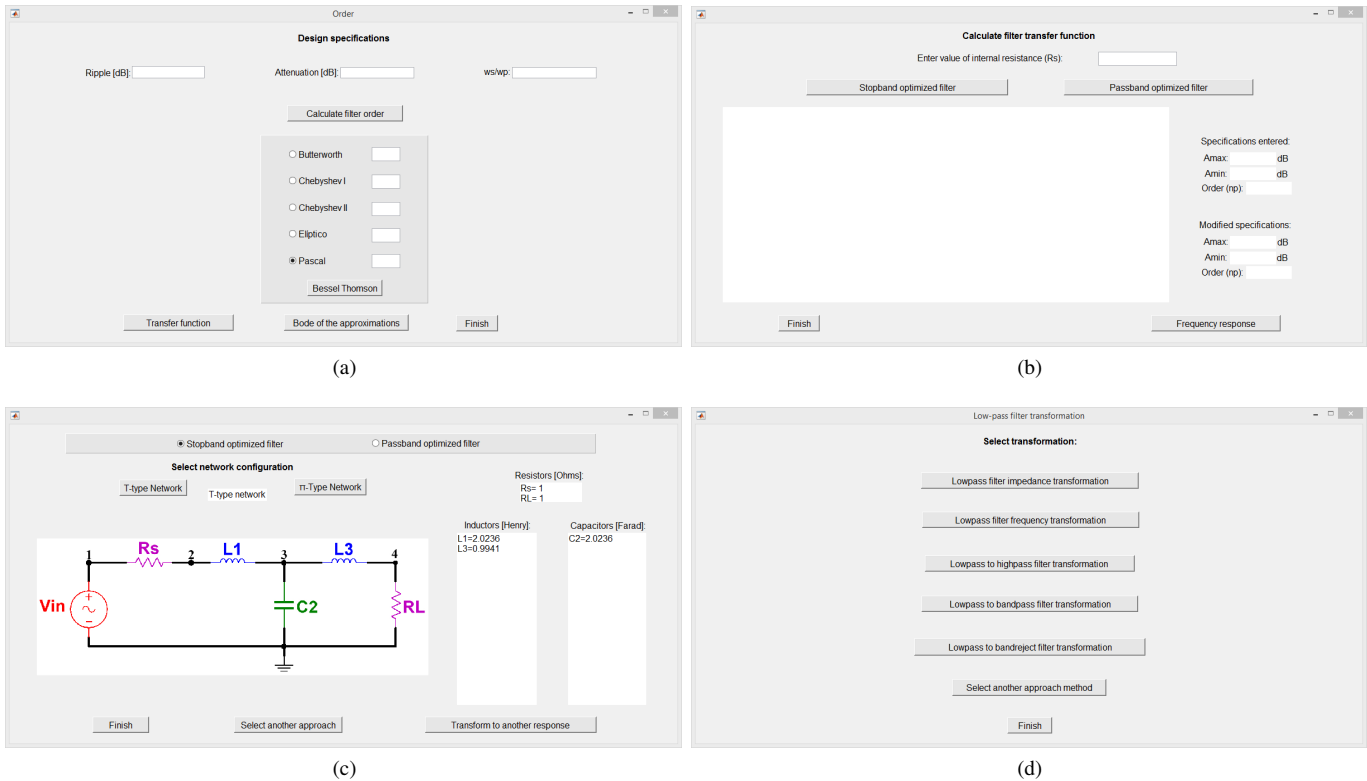 Order
Design specifications
Ripple [dB]: Attenuation [dB]: ws/wp:
Calculate filter order
Butterworth
Chebyshev I
Chebyshev II
Elíptico
Pascal
Bessel Thomson
Transfer function Bode of the approximations Finish
(a)
Calculate filter transfer function
Enter value of internal resistance (Rs):
Stopband optimized filter Passband optimized filter
Specifications entered:
Amax: dB
Amin: dB
Order (np):
Modified specifications:
Amax: dB
Amin: dB
Order (np):
Finish Frequency response
(b)
Stopband optimized filter Passband optimized filter
Select network configuration
T-type Network T-type network π-Type Network
Resistors [Ohms]:
Rs= 1
RL= 1
Inductors [Henry]: Capacitors [Farad]:
L1=2.0236 C2=2.0236
L3=0.9941
1 Rs 2 L1 3 L3 4
Vin + − C2 RL
Finish Select another approach Transform to another response
(c)
Low-pass filter transformation
Select transformation:
Lowpass filter impedance transformation
Lowpass filter frequency transformation
Lowpass to highpass filter transformation
Lowpass to bandpass filter transformation
Lowpass to bandreject filter transformation
Select another approach method
Finish
(d)